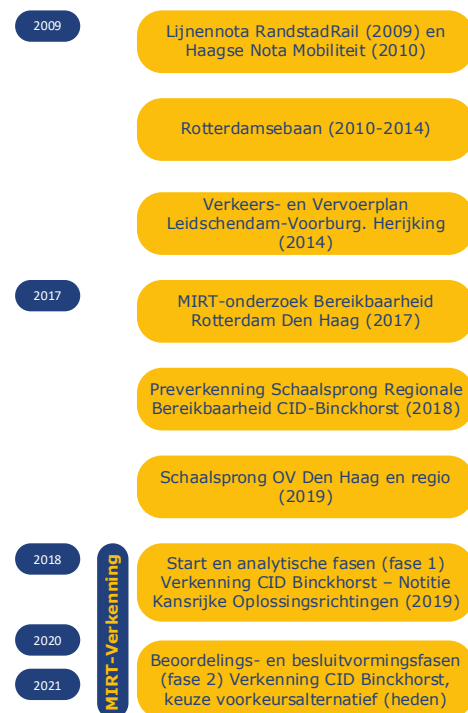 2009
Lijnennota RandstadRail (2009) en
Haagse Nota Mobiliteit (2010)
Rotterdamsebaan (2010-2014)
Verkeers- en Vervoerplan
Leidschendam-Voorburg. Herijking
(2014)
2017
MIRT-onderzoek Bereikbaarheid
Rotterdam Den Haag (2017)
Preverkenning Schaalsprong Regionale
Bereikbaarheid CID-Binckhorst (2018)
Schaalsprong OV Den Haag en regio
(2019)
2018
MIRT-Verkenning
Start en analytische fasen (fase 1)
Verkenning CID Binckhorst – Notitie
Kansrijke Oplossingsrichtingen (2019)
2020
2021
Beoordelings- en besluitvormingsfasen
(fase 2) Verkenning CID Binckhorst,
keuze voorkeursalternatief (heden)